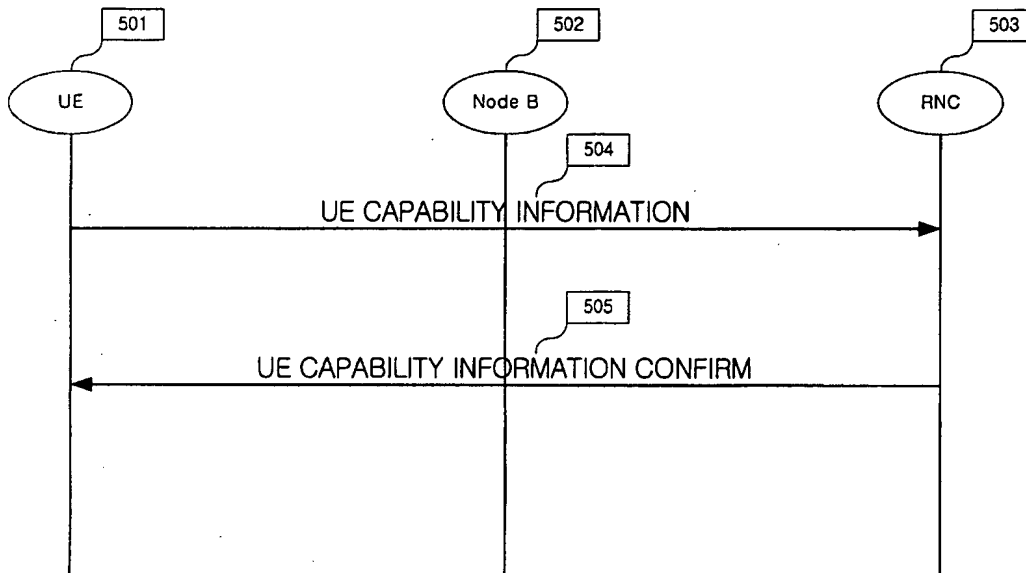 501
502
503
UE
Node B
RNC
504
UE CAPABILITY INFORMATION
505
UE CAPABILITY INFORMATION CONFIRM